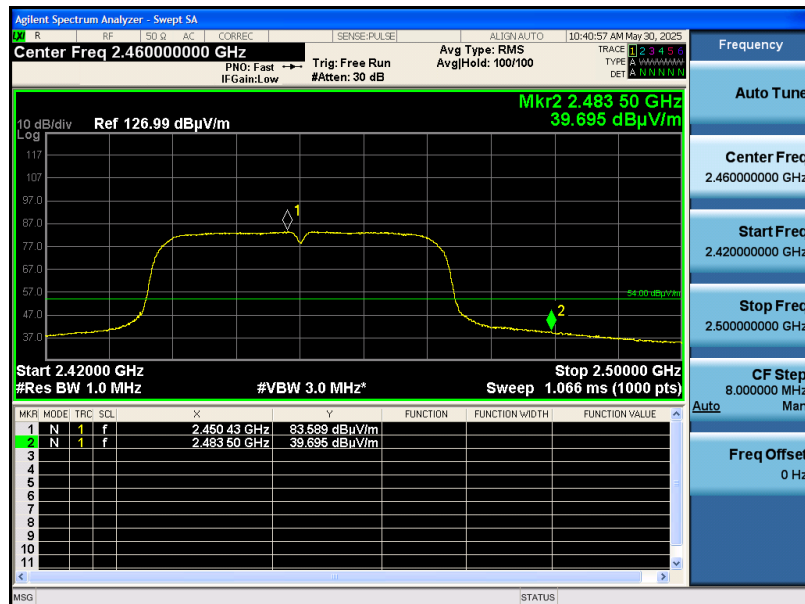 Agilent Spectrum Analyzer - Swept SA
LXI R RF 50 Ω AC CORREC SENSE:PULSE ALIGN AUTO 10:40:57 AM May 30, 2025
Center Freq 2.460000000 GHz
PNO: Fast
IFGain:Low
Trig: Free Run
#Atten: 30 dB
Avg Type: RMS
Avg|Hold: 100/100
TRACE 1 2 3 4 5 6
TYPE A WWWWW
DET A N N N N N
Mkr2 2.483 50 GHz
39.695 dBµV/m
10 dB/div Ref 126.99 dBµV/m
Log
117
107
97.0
87.0
77.0
67.0
57.0
47.0
37.0
1
2
54.00 dBµV/m
Start 2.42000 GHz Stop 2.50000 GHz
#Res BW 1.0 MHz #VBW 3.0 MHz* Sweep 1.066 ms (1000 pts)
MKR MODE TRC SCL X Y FUNCTION FUNCTION WIDTH FUNCTION VALUE
1 N 1 f 2.450 43 GHz 83.589 dBµV/m
2 N 1 f 2.483 50 GHz 39.695 dBµV/m
3
4
5
6
7
8
9
10
11
MSG STATUS
Frequency
Auto Tune
Center Freq
2.460000000 GHz
Start Freq
2.420000000 GHz
Stop Freq
2.500000000 GHz
CF Step
8.000000 MHz
Auto Man
Freq Offset
0 Hz